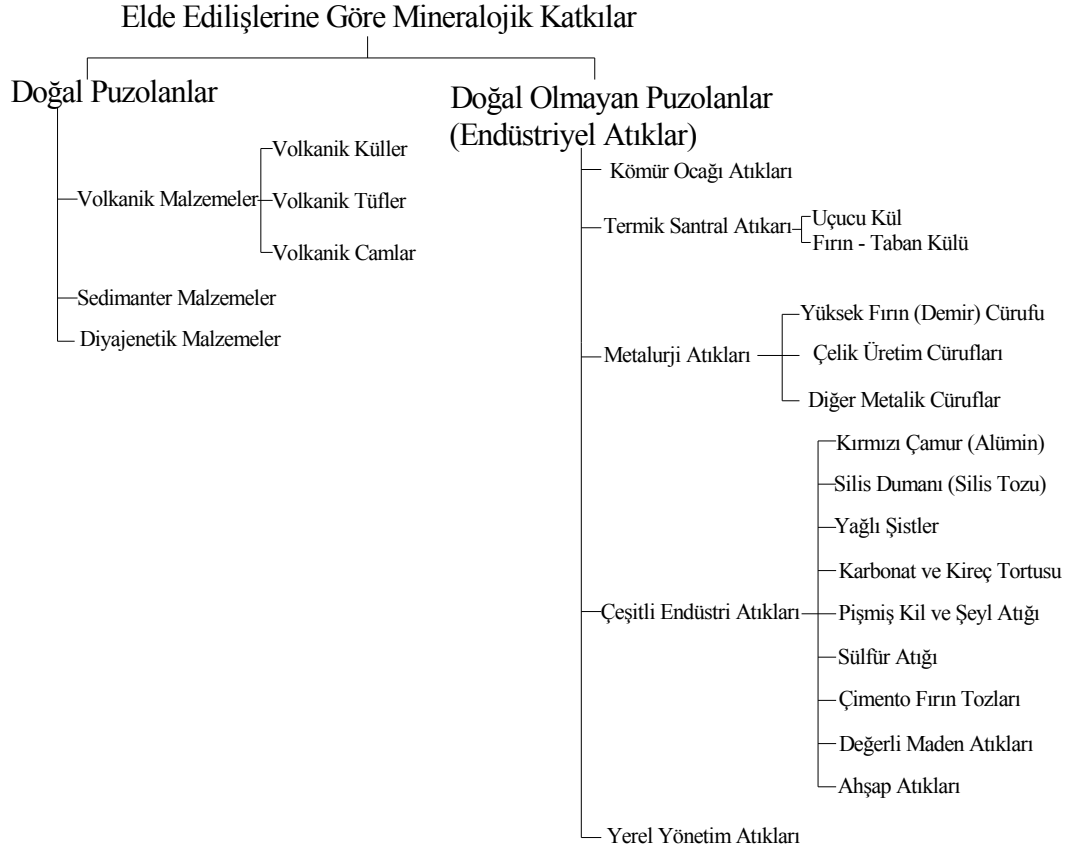 Elde Edilişlerine Göre Mineralojik Katkılar
Doğal Puzolanlar
Volkanik Malzemeler
Volkanik Küller
Volkanik Tüfler
Volkanik Camlar
Sedimanter Malzemeler
Diyajenetik Malzemeler
Doğal Olmayan Puzolanlar
(Endüstriyel Atıklar)
Kömür Ocağı Atıkları
Termik Santral Atıkarı
Uçucu Kül
Fırın - Taban Külü
Metalurji Atıkları
Yüksek Fırın (Demir) Cürufu
Çelik Üretim Cürufları
Diğer Metalik Cüruflar
Çeşitli Endüstri Atıkları
Kırmızı Çamur (Alümin)
Silis Dumanı (Silis Tozu)
Yağlı Şistler
Karbonat ve Kireç Tortusu
Pişmiş Kil ve Şeyl Atığı
Sülfür Atığı
Çimento Fırın Tozları
Değerli Maden Atıkları
Ahşap Atıkları
Yerel Yönetim Atıkları